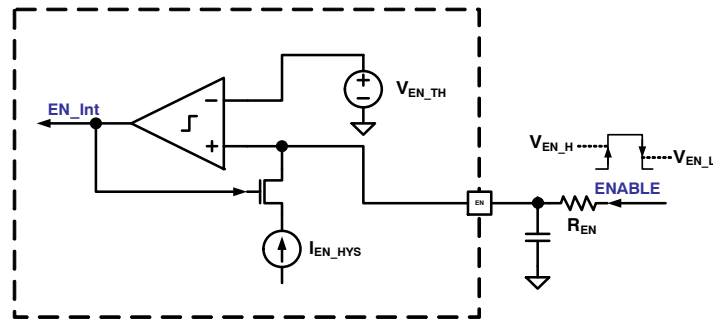 EN_Int
V_EN_TH
V_EN_H
V_EN_L
EN
ENABLE
R_EN
I_EN_HYS